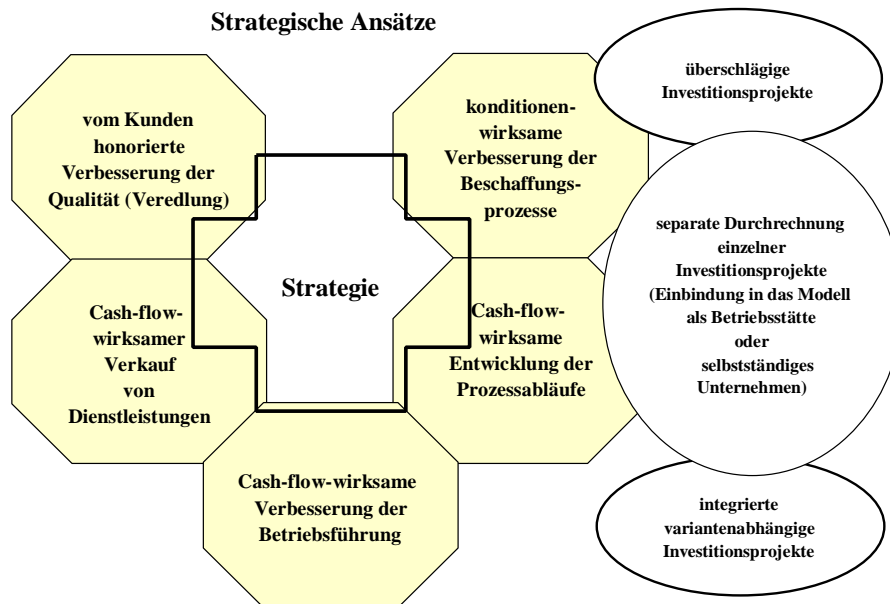 Strategische Ansätze
vom Kunden
honorierte
Verbesserung der
Qualität (Veredlung)
konditionen-
wirksame
Verbesserung der
Beschaffungs-
prozesse
überschlägige
Investitionsprojekte
Strategie
Cash-flow-
wirksamer
Verkauf
von
Dienstleistungen
Cash-flow-
wirksame
Entwicklung der
Prozessabläufe
separate Durchrechnung
einzelner
Investitionsprojekte
(Einbindung in das Modell
als Betriebsstätte
oder
selbstständiges
Unternehmen)
Cash-flow-wirksame
Verbesserung der
Betriebsführung
integrierte
variantenabhängige
Investitionsprojekte